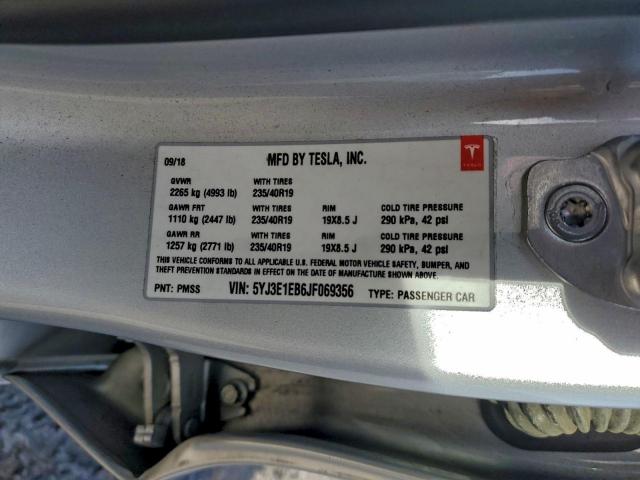 09/18 MFD BY TESLA, INC.
TESLA
GVWR WITH TIRES
2265 kg (4993 lb) 235/40R19
GAWR FRT WITH TIRES RIM COLD TIRE PRESSURE
1110 kg (2447 lb) 235/40R19 19X8.5 J 290 kPa, 42 psi
GAWR RR WITH TIRES RIM COLD TIRE PRESSURE
1257 kg (2771 lb) 235/40R19 19X8.5 J 290 kPa, 42 psi
THIS VEHICLE CONFORMS TO ALL APPLICABLE U.S. FEDERAL MOTOR VEHICLE SAFETY, BUMPER, AND
THEFT PREVENTION STANDARDS IN EFFECT ON THE DATE OF MANUFACTURE SHOWN ABOVE.
PNT: PMSS VIN: 5YJ3E1EB6JF069356 TYPE: PASSENGER CAR